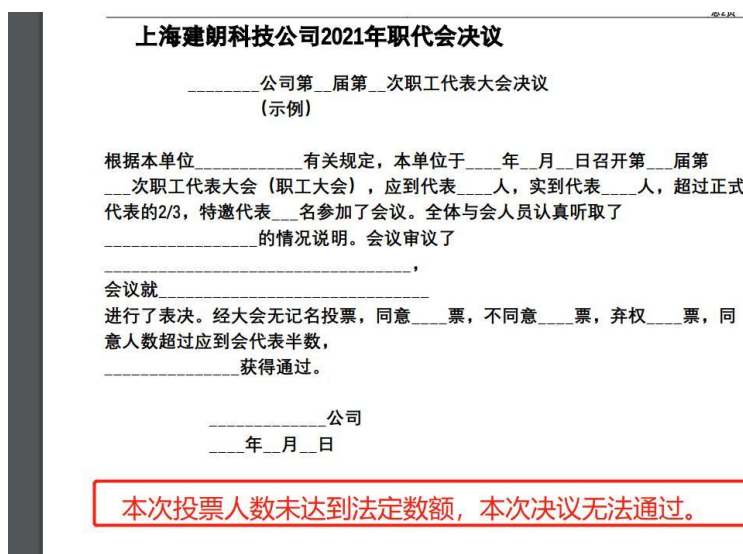 上海建朗科技公司2021年职代会决议
________公司第__届第__次职工代表大会决议
（示例）
根据本单位____________有关规定，本单位于____年__月__日召开第___届第
___次职工代表大会（职工大会），应到代表____人，实到代表____人，超过正式
代表的2/3，特邀代表___名参加了会议。全体与会人员认真听取了
_________________的情况说明。会议审议了
__________________________________，
会议就______________________________
进行了表决。经大会无记名投票，同意____票，不同意____票，弃权____票，同
意人数超过应到会代表半数，
_______________获得通过。
_____________公司
____年__月__日
本次投票人数未达到法定数额，本次决议无法通过。